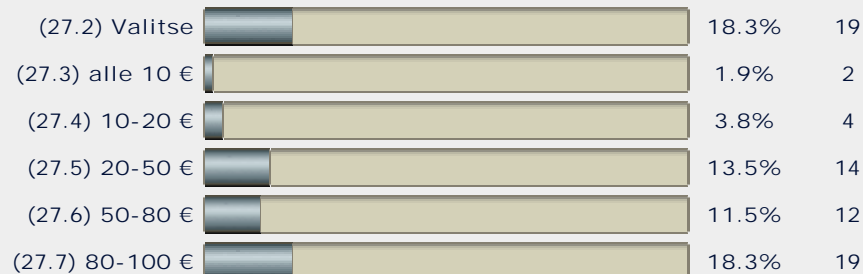 (27.2) Valitse 18.3% 19
(27.3) alle 10 € 1.9% 2
(27.4) 10-20 € 3.8% 4
(27.5) 20-50 € 13.5% 14
(27.6) 50-80 € 11.5% 12
(27.7) 80-100 € 18.3% 19